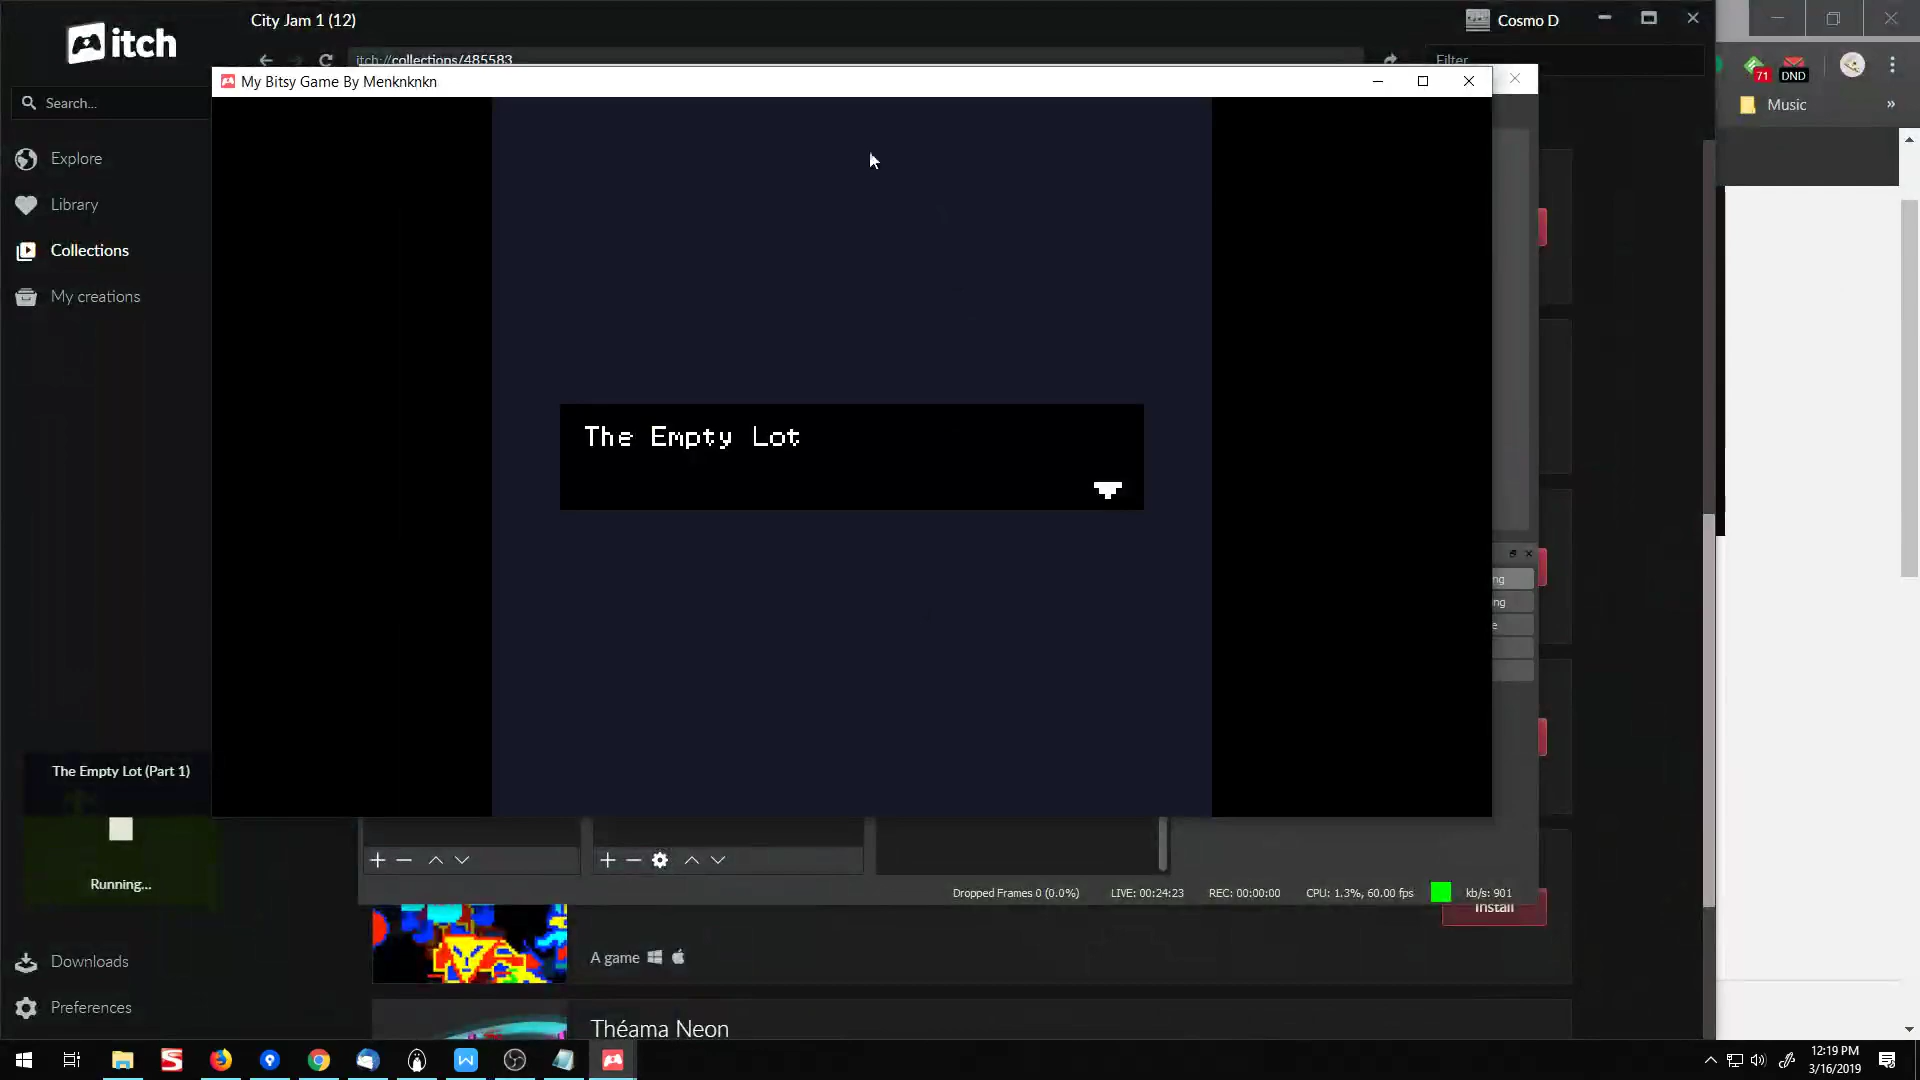 itch
City Jam 1 (12)
Cosmo D
itch://collections/485583
Filter
Search...
My Bitsy Game By Menknknkn
71
DND
Music
»
Explore
Library
Collections
My creations
The Empty Lot
ng
ng
e
The Empty Lot (Part 1)
Running...
Dropped Frames 0 (0.0%)
LIVE: 00:24:23
REC: 00:00:00
CPU: 1.3%, 60.00 fps
kb/s: 901
Install
A game
Downloads
Preferences
Théama Neon
12:19 PM
3/16/2019